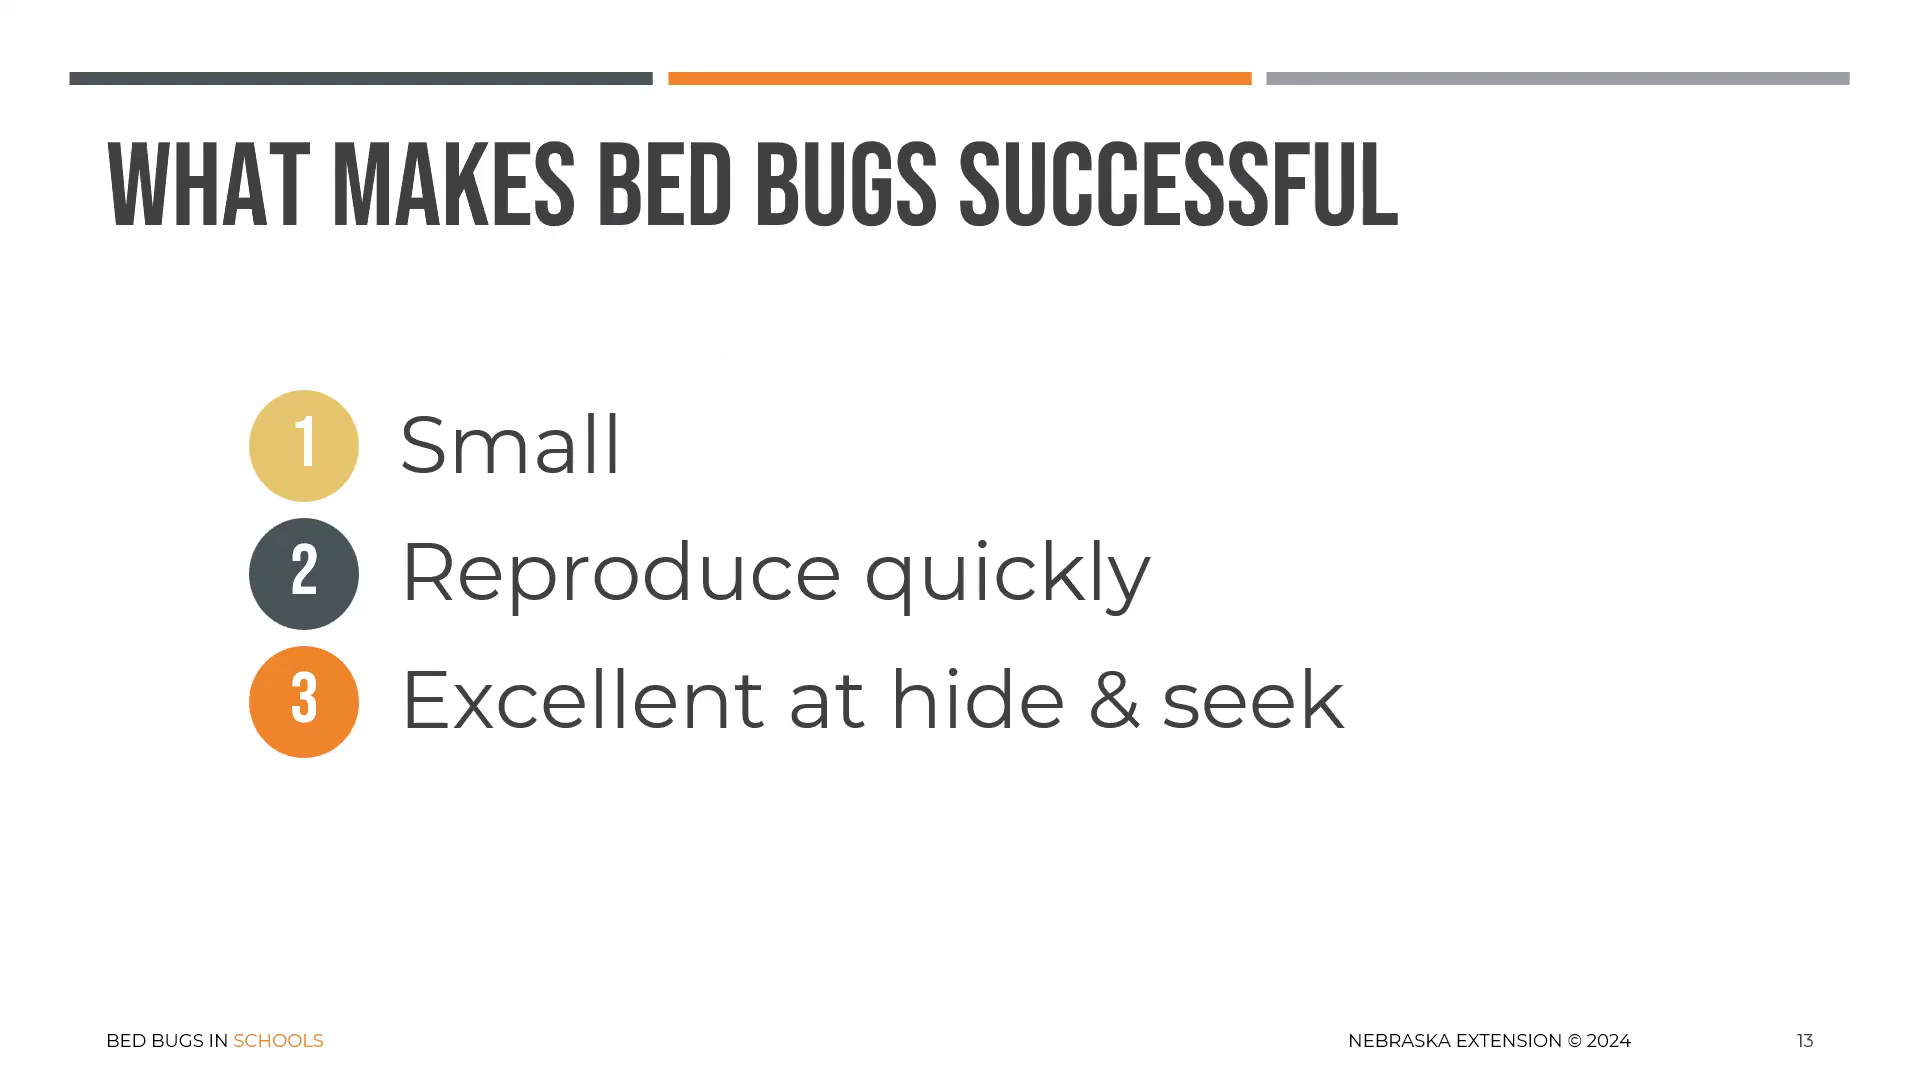 WHAT MAKES BED BUGS SUCCESSFUL
1 Small
2 Reproduce quickly
3 Excellent at hide & seek
BED BUGS IN SCHOOLS
NEBRASKA EXTENSION © 2024
13